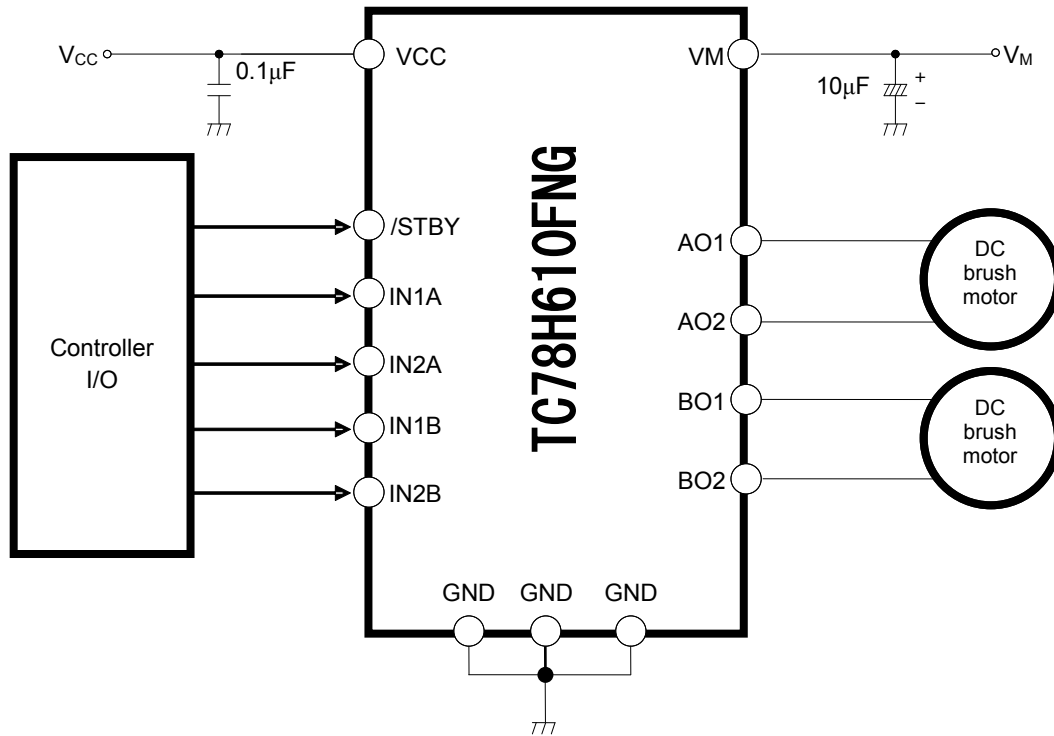 VCC
0.1μF
VCC
VM
10μF
+
−
VM
Controller
I/O
/STBY
IN1A
IN2A
IN1B
IN2B
TC78H610FNG
AO1
AO2
BO1
BO2
DC
brush
motor
DC
brush
motor
GND
GND
GND